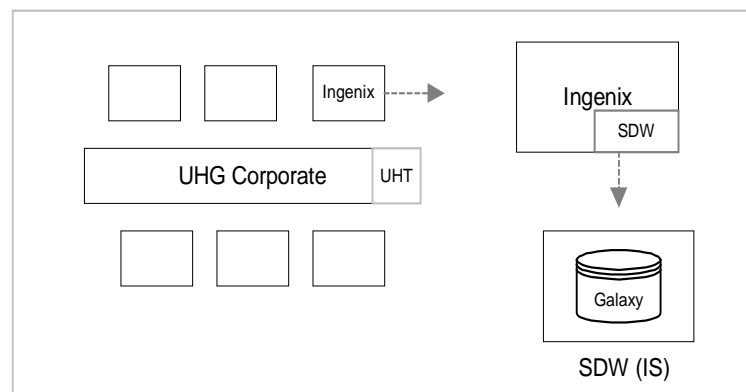 Ingenix
Ingenix
SDW
UHG Corporate
UHT
Galaxy
SDW (IS)